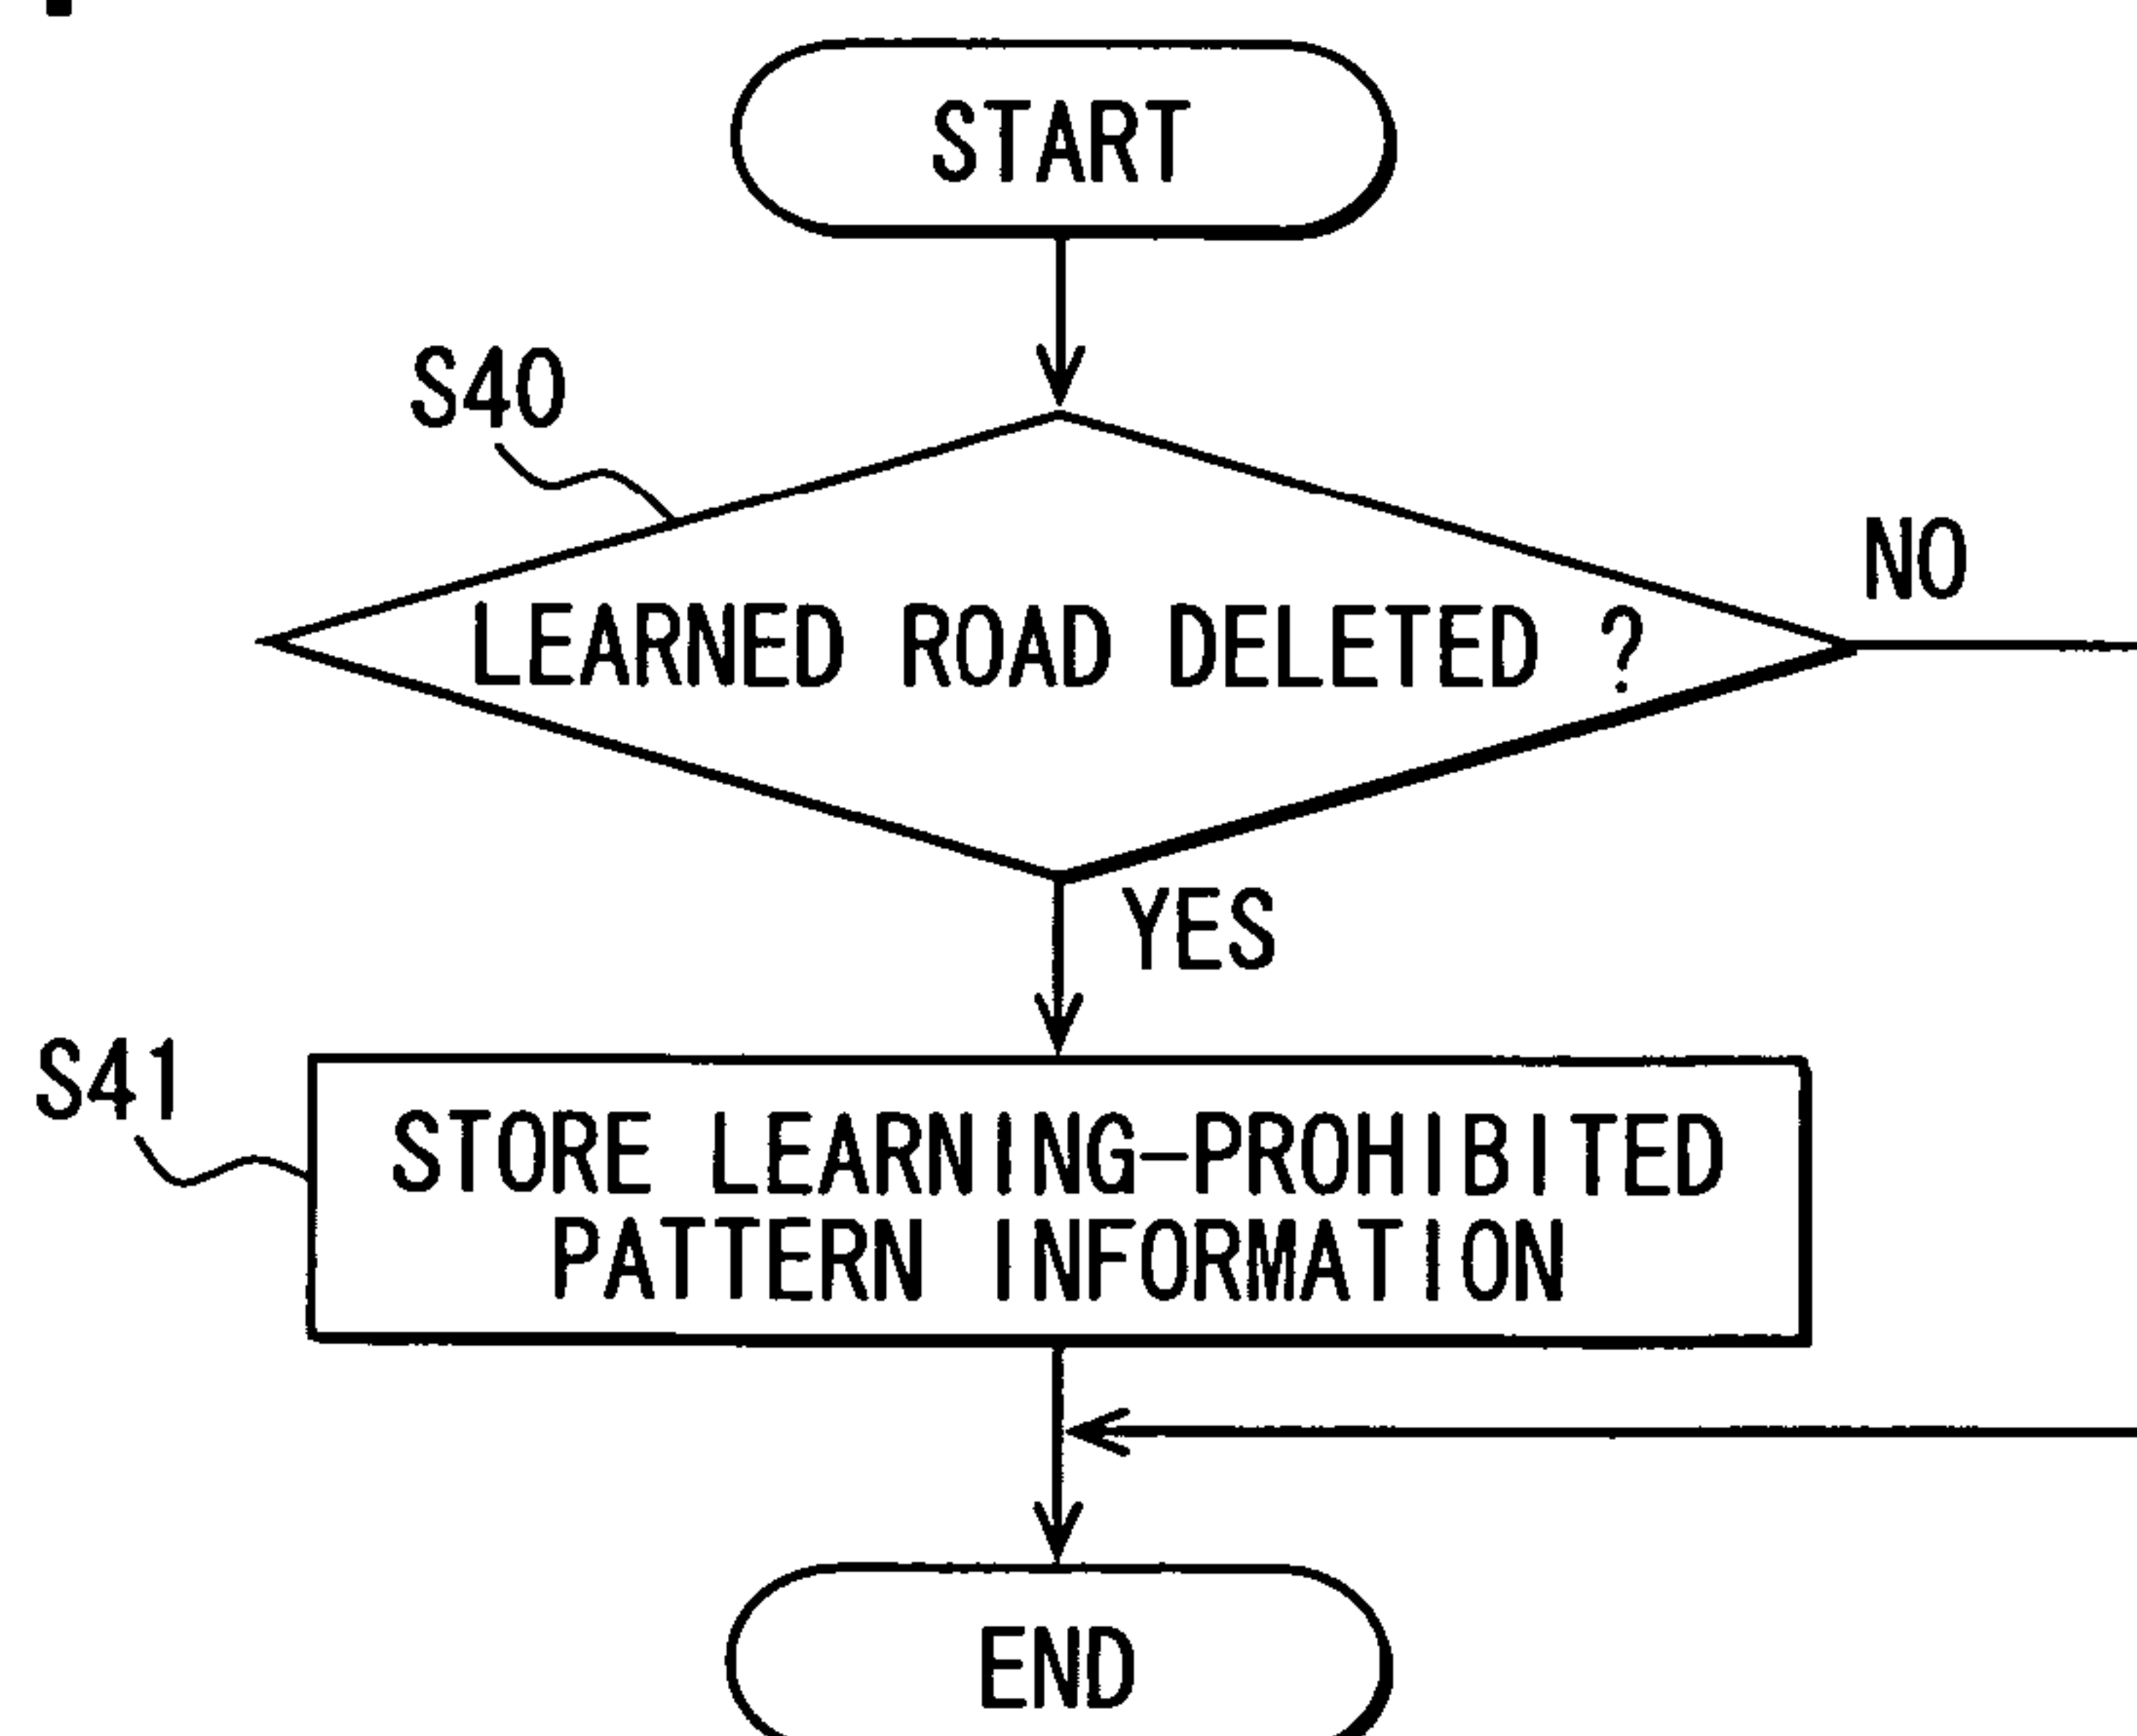 START
S40
NO
LEARNED ROAD DELETED ?
YES
S41
STORE LEARNING-PROHIBITED
PATTERN INFORMATION
END